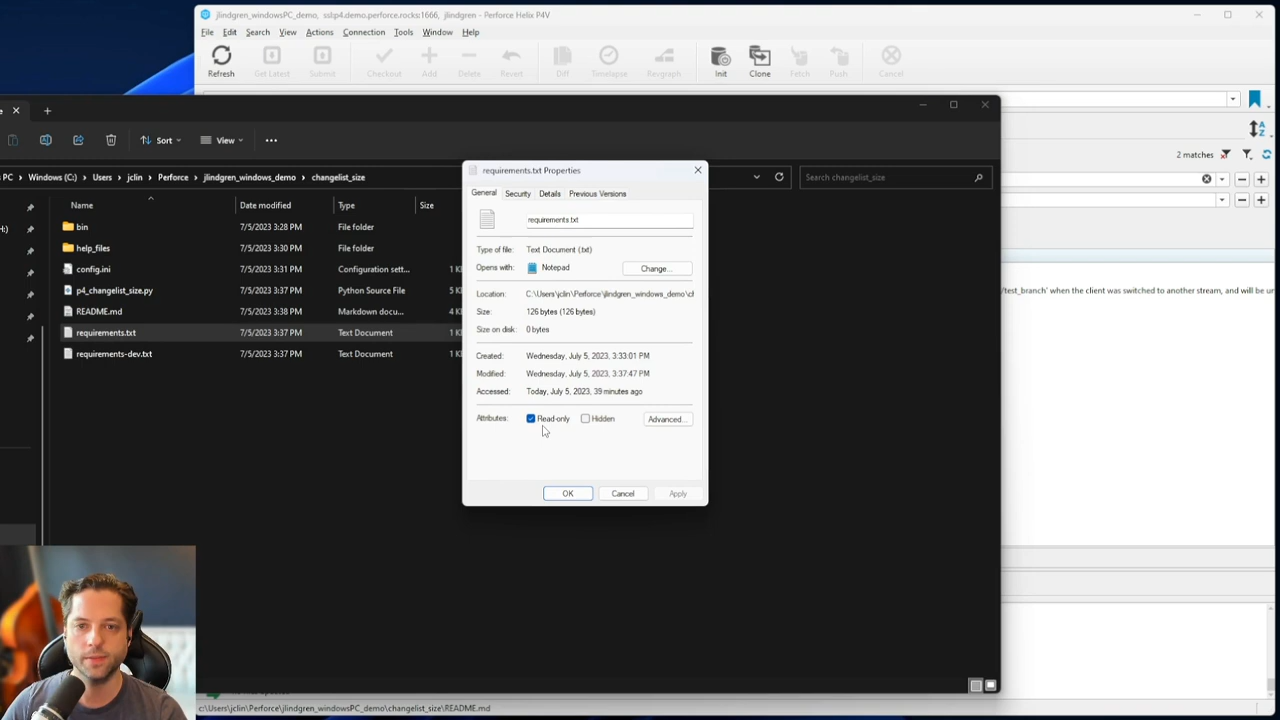 jlindgren_windowsPC_demo, ssl:p4.demo.perforce.rocks:1666, jlindgren - Perforce Helix P4V
File Edit Search View Actions Connection Tools Window Help
Refresh Get Latest Submit Checkout Add Delete Revert Diff Timelapse Revgraph Init Clone Fetch Push Cancel
Sort View
2 matches
PC > Windows (C:) > Users > jclin > Perforce > jlindgren_windows_demo > changelist_size
Search changelist_size
Name Date modified Type Size
bin 7/5/2023 3:28 PM File folder
help_files 7/5/2023 3:30 PM File folder
config.ini 7/5/2023 3:31 PM Configuration sett...
p4_changelist_size.py 7/5/2023 3:37 PM Python Source File 5 K
README.md 7/5/2023 3:38 PM Markdown docu... 4 K
requirements.txt 7/5/2023 3:37 PM Text Document 1 K
requirements-dev.txt 7/5/2023 3:37 PM Text Document 1 K
requirements.txt Properties
General Security Details Previous Versions
requirements.txt
Type of file: Text Document (.txt)
Opens with: Notepad Change...
Location: C:\Users\jclin\Perforce\jlindgren_windows_demo\ch
Size: 126 bytes (126 bytes)
Size on disk: 0 bytes
Created: Wednesday, July 5, 2023, 3:33:01 PM
Modified: Wednesday, July 5, 2023, 3:37:47 PM
Accessed: Today, July 5, 2023, 39 minutes ago
Attributes: Read-only Hidden Advanced...
OK Cancel Apply
/test_branch' when the client was switched to another stream, and will be un
c:\Users\jclin\Perforce\jlindgren_windowsPC_demo\changelist_size\README.md